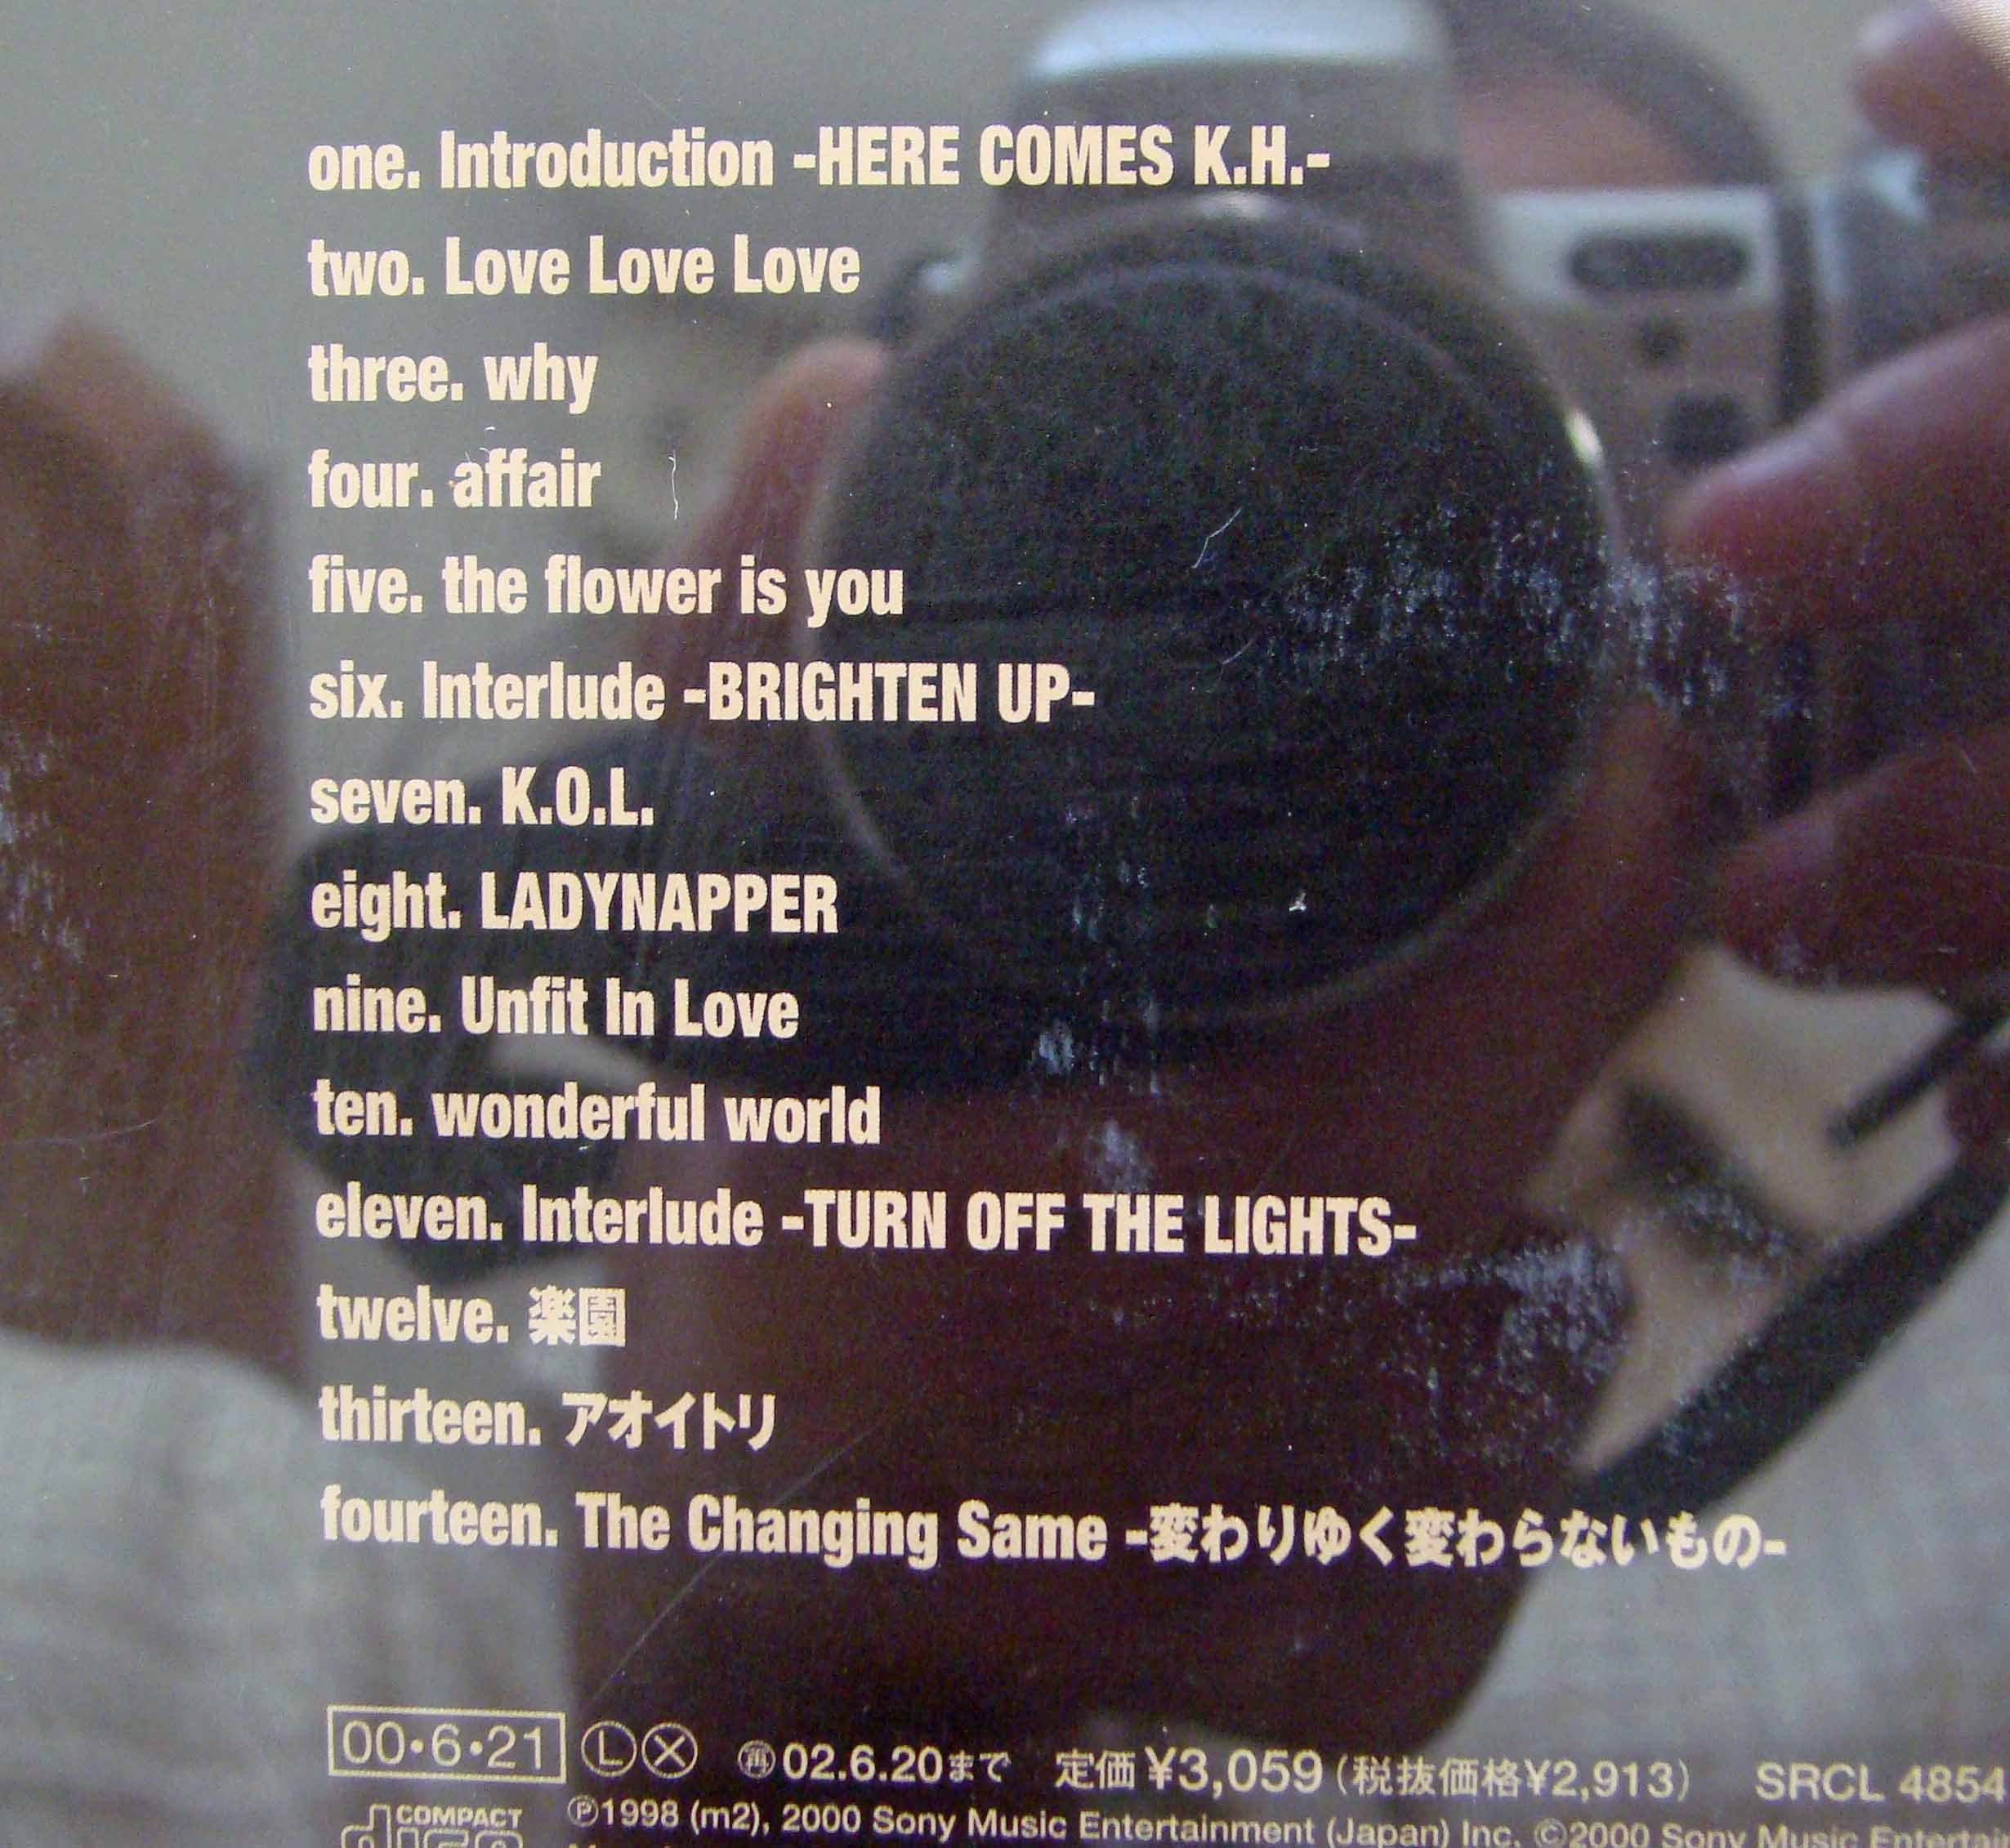 one. Introduction -HERE COMES K.H.-
two. Love Love Love
three. why
four. affair
five. the flower is you
six. Interlude -BRIGHTEN UP-
seven. K.O.L.
eight. LADYNAPPER
nine. Unfit In Love
ten. wonderful world
eleven. Interlude -TURN OFF THE LIGHTS-
twelve. 楽園
thirteen. アオイトリ
fourteen. The Changing Same -変わりゆく変わらないもの-
00•6•21 Ⓛ Ⓧ ㊢02.6.20まで 定価 ¥3,059 (税抜価格¥2,913) SRCL 4854
COMPACT disc ℗1998 (m2), 2000 Sony Music Entertainment (Japan) Inc. ©2000 Sony Music